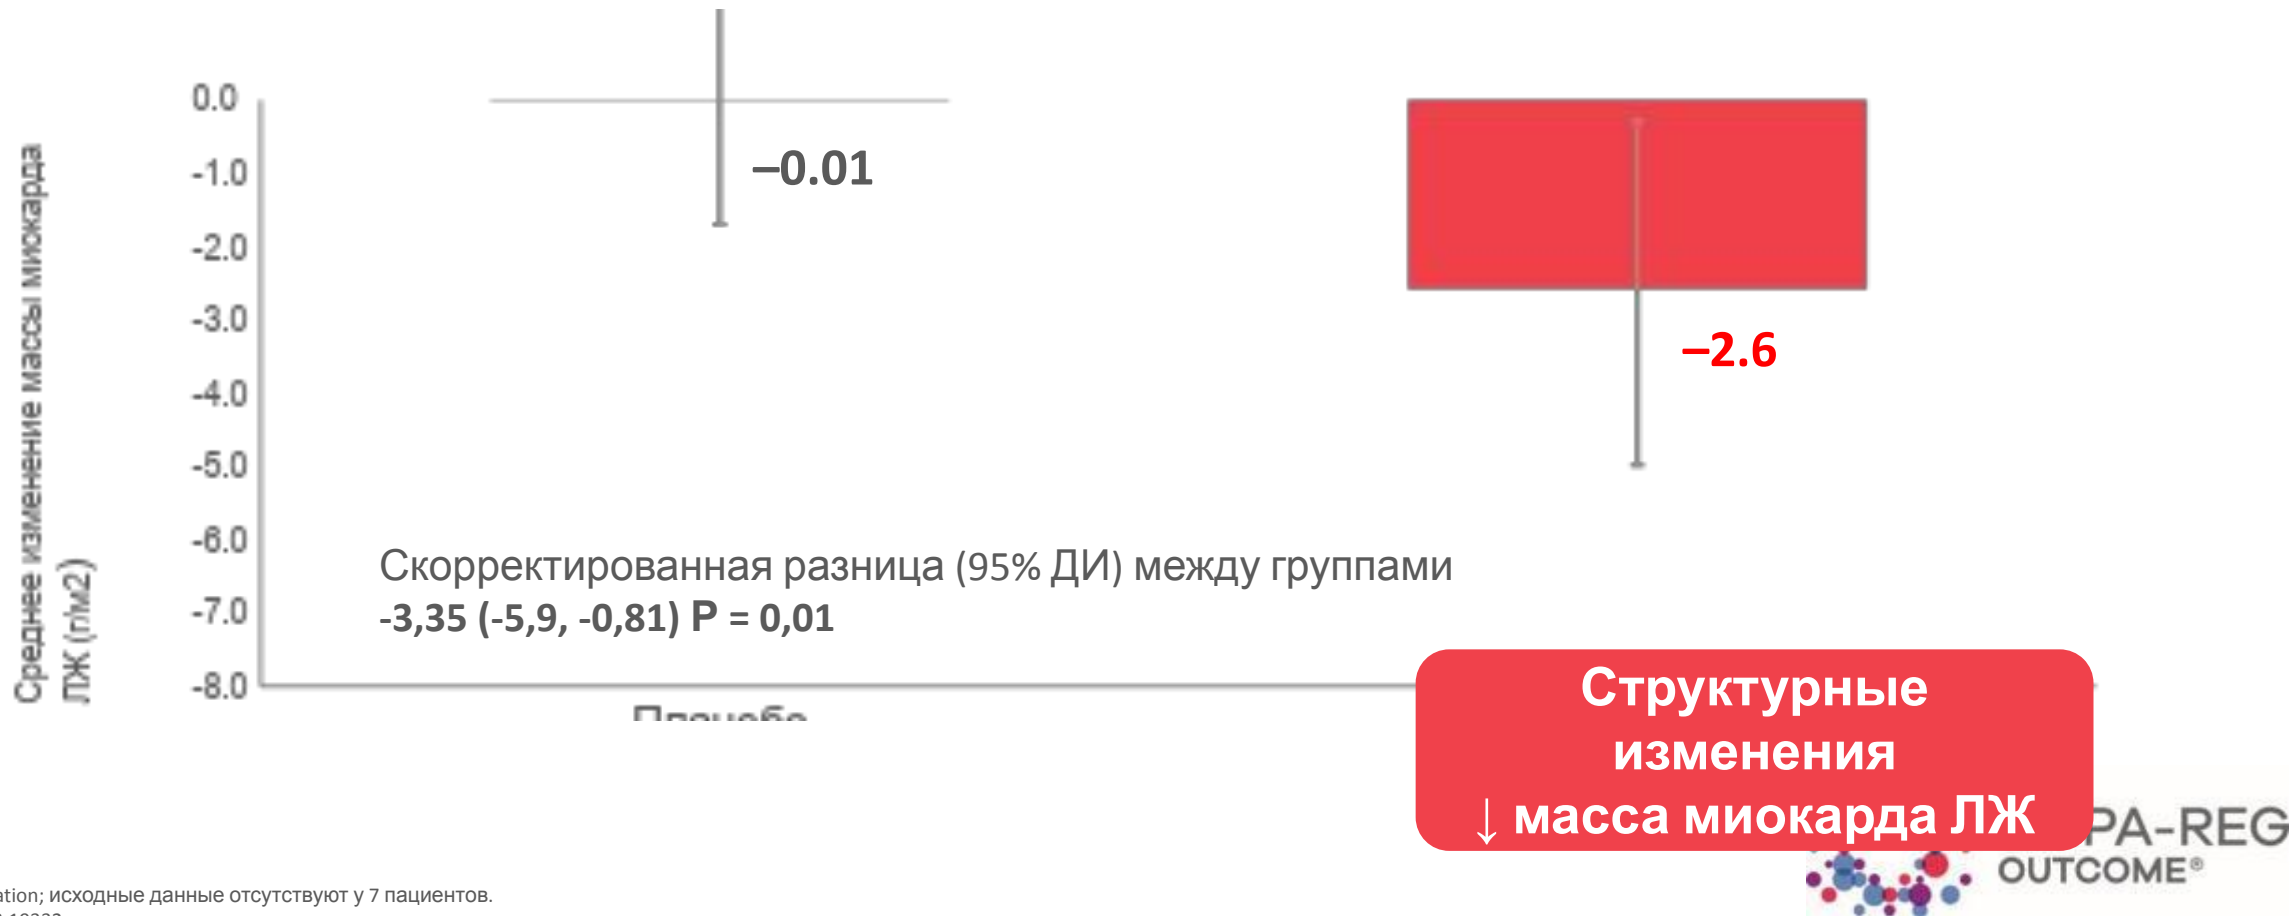 0.0
-1.0
-2.0
-3.0
-4.0
-5.0
-6.0
-7.0
-8.0
Среднее изменение массы миокарда
ЛЖ (г/м2)
–0.01
–2.6
Скорректированная разница (95% ДИ) между группами
-3,35 (-5,9, -0,81) P = 0,01
Плацебо
Структурные
изменения
↓ масса миокарда ЛЖ
PA-REG
OUTCOME®
ation; исходные данные отсутствуют у 7 пациентов.